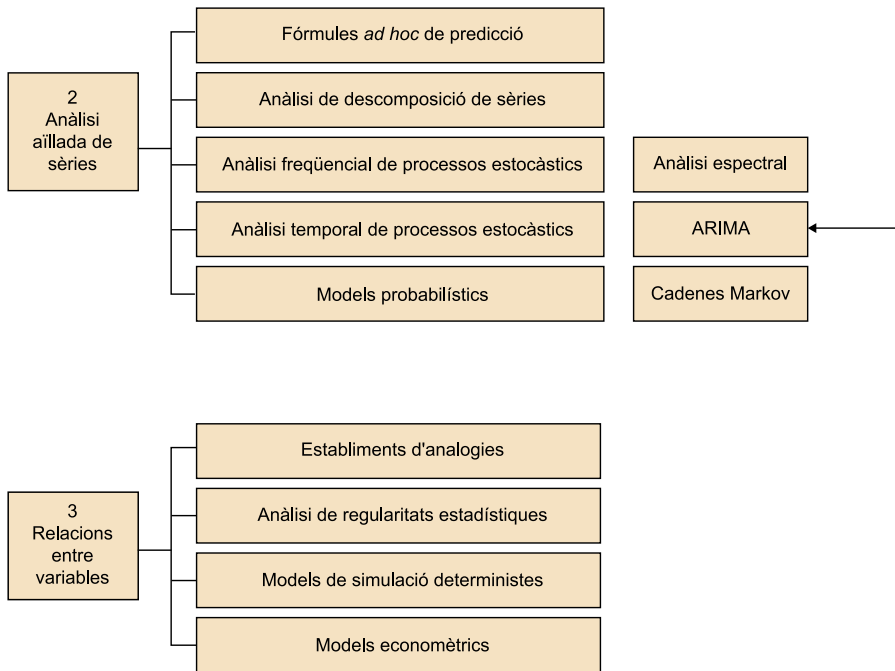 Fórmules ad hoc de predicció
2
Anàlisi
aïllada de
sèries
Anàlisi de descomposició de sèries
Anàlisi freqüencial de processos estocàstics
Anàlisi espectral
Anàlisi temporal de processos estocàstics
ARIMA
Models probabilístics
Cadenes Markov
Establiments d'analogies
3
Relacions
entre
variables
Anàlisi de regularitats estadístiques
Models de simulació deterministes
Models economètrics